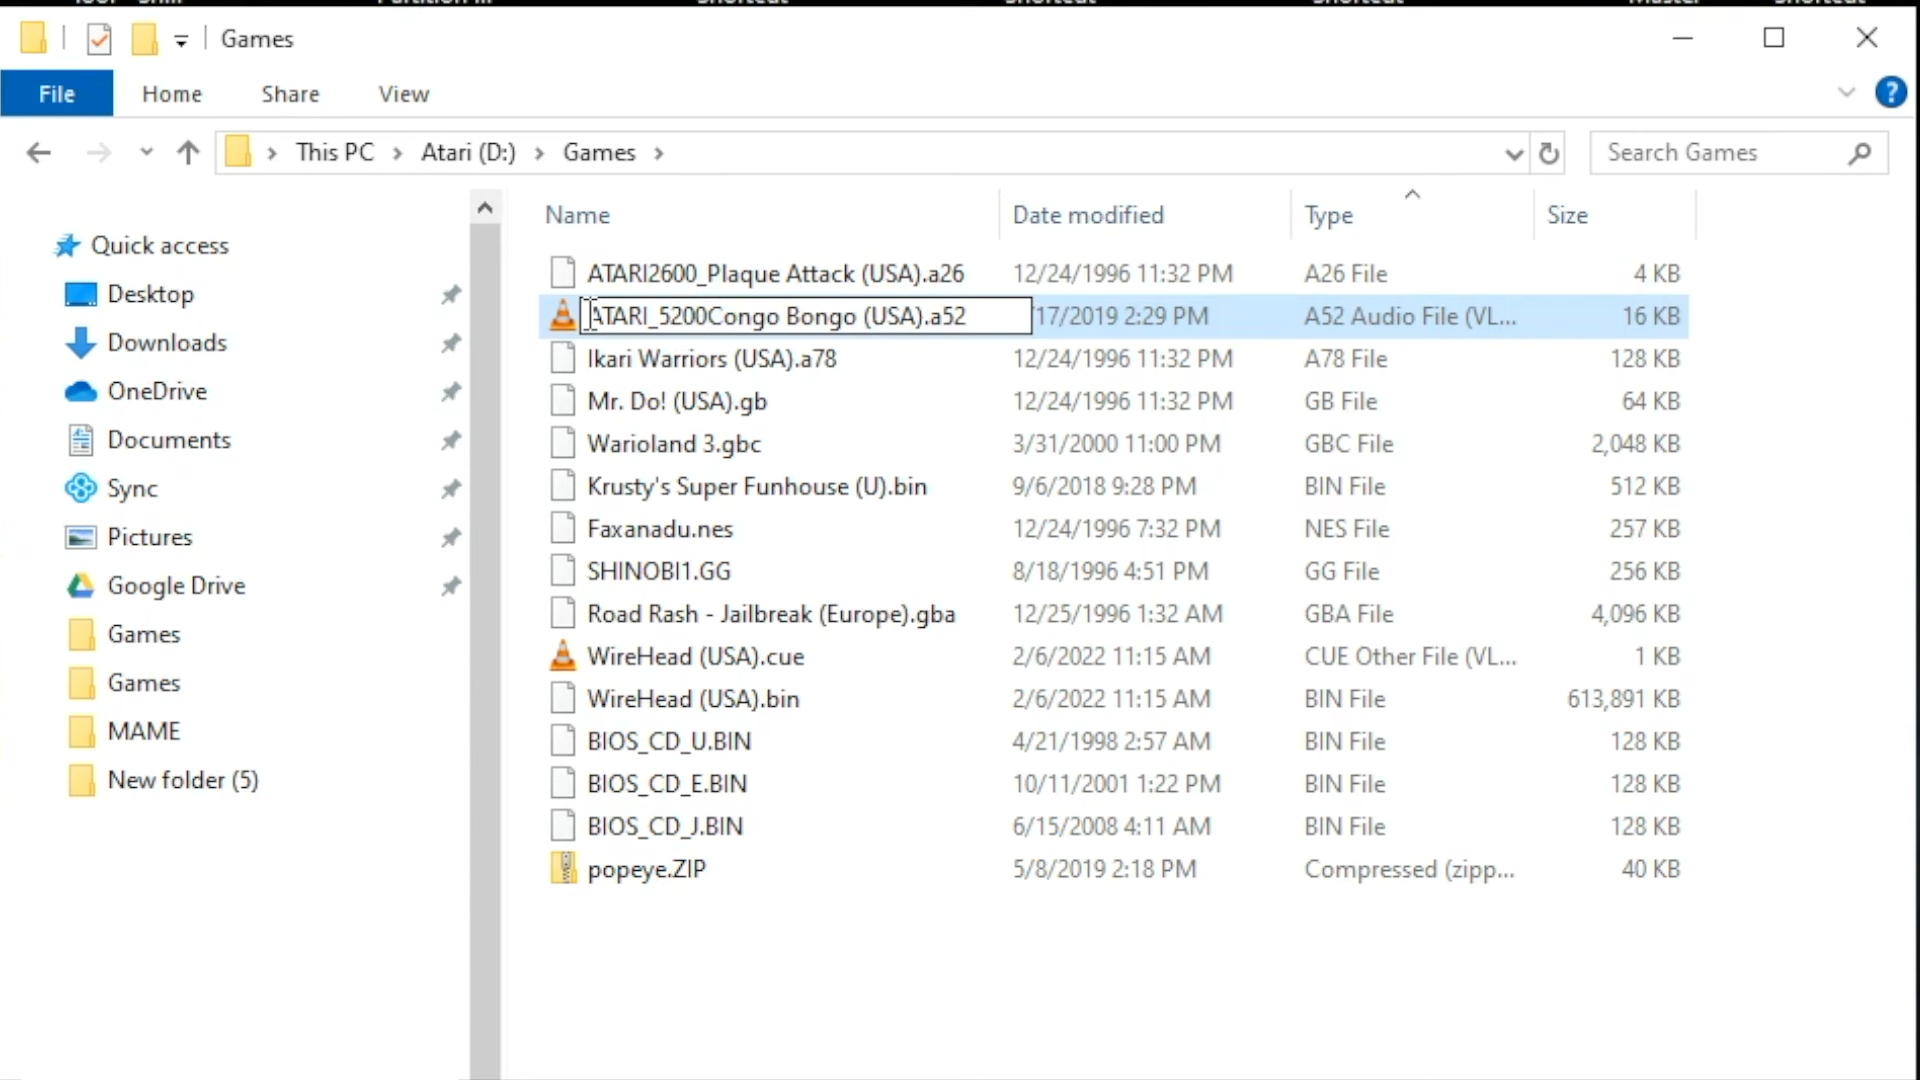 Games
File Home Share View ?
This PC Atari (D:) Games Search Games
Name Date modified Type Size
Quick access
Desktop
Downloads
OneDrive
Documents
Sync
Pictures
Google Drive
Games
Games
MAME
New folder (5)
ATARI2600_Plaque Attack (USA).a26 12/24/1996 11:32 PM A26 File 4 KB
ATARI_5200Congo Bongo (USA).a52 /17/2019 2:29 PM A52 Audio File (VL... 16 KB
Ikari Warriors (USA).a78 12/24/1996 11:32 PM A78 File 128 KB
Mr. Do! (USA).gb 12/24/1996 11:32 PM GB File 64 KB
Warioland 3.gbc 3/31/2000 11:00 PM GBC File 2,048 KB
Krusty's Super Funhouse (U).bin 9/6/2018 9:28 PM BIN File 512 KB
Faxanadu.nes 12/24/1996 7:32 PM NES File 257 KB
SHINOBI1.GG 8/18/1996 4:51 PM GG File 256 KB
Road Rash - Jailbreak (Europe).gba 12/25/1996 1:32 AM GBA File 4,096 KB
WireHead (USA).cue 2/6/2022 11:15 AM CUE Other File (VL... 1 KB
WireHead (USA).bin 2/6/2022 11:15 AM BIN File 613,891 KB
BIOS_CD_U.BIN 4/21/1998 2:57 AM BIN File 128 KB
BIOS_CD_E.BIN 10/11/2001 1:22 PM BIN File 128 KB
BIOS_CD_J.BIN 6/15/2008 4:11 AM BIN File 128 KB
popeye.ZIP 5/8/2019 2:18 PM Compressed (zipp... 40 KB